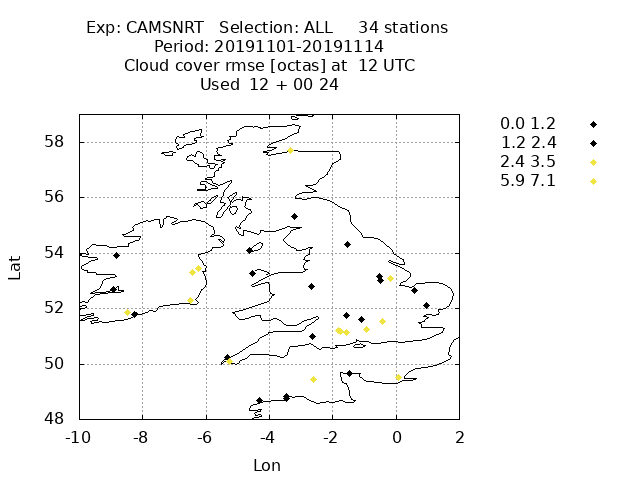 Exp: CAMSNRT Selection: ALL 34 stations
Period: 20191101-20191114
Cloud cover rmse [octas] at 12 UTC
Used 12 + 00 24
0.0 1.2
1.2 2.4
2.4 3.5
5.9 7.1
58
56
54
52
50
48
Lat
-10 -8 -6 -4 -2 0 2
Lon